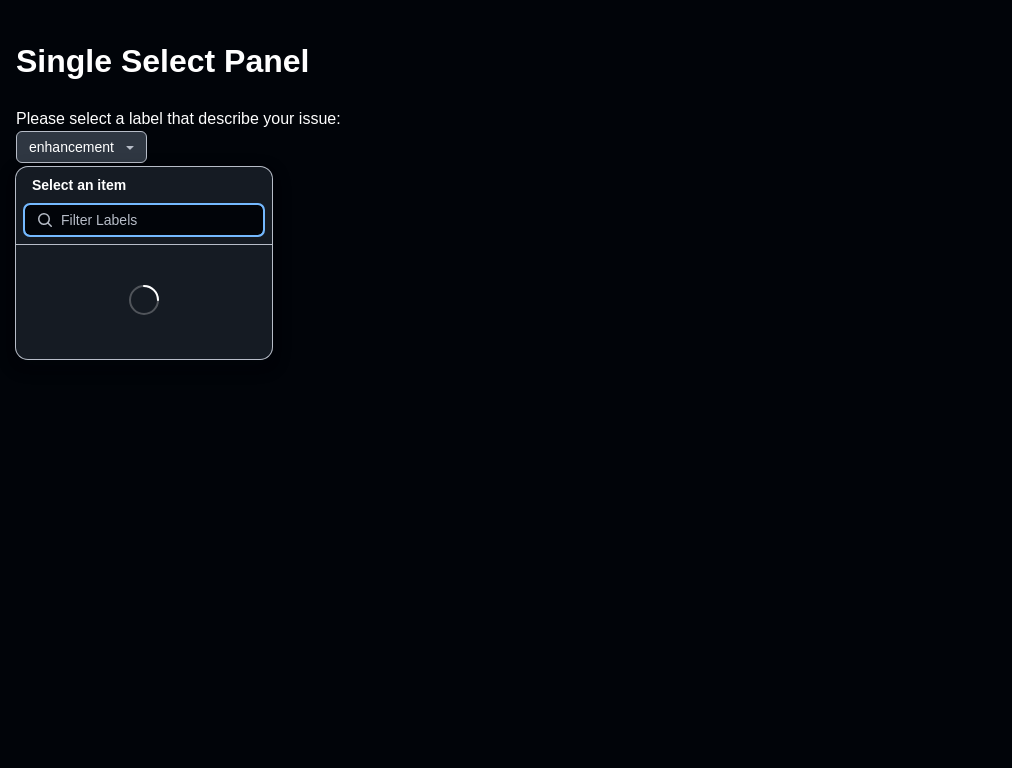 Single Select Panel
Please select a label that describe your issue:
enhancement
Select an item
Filter Labels